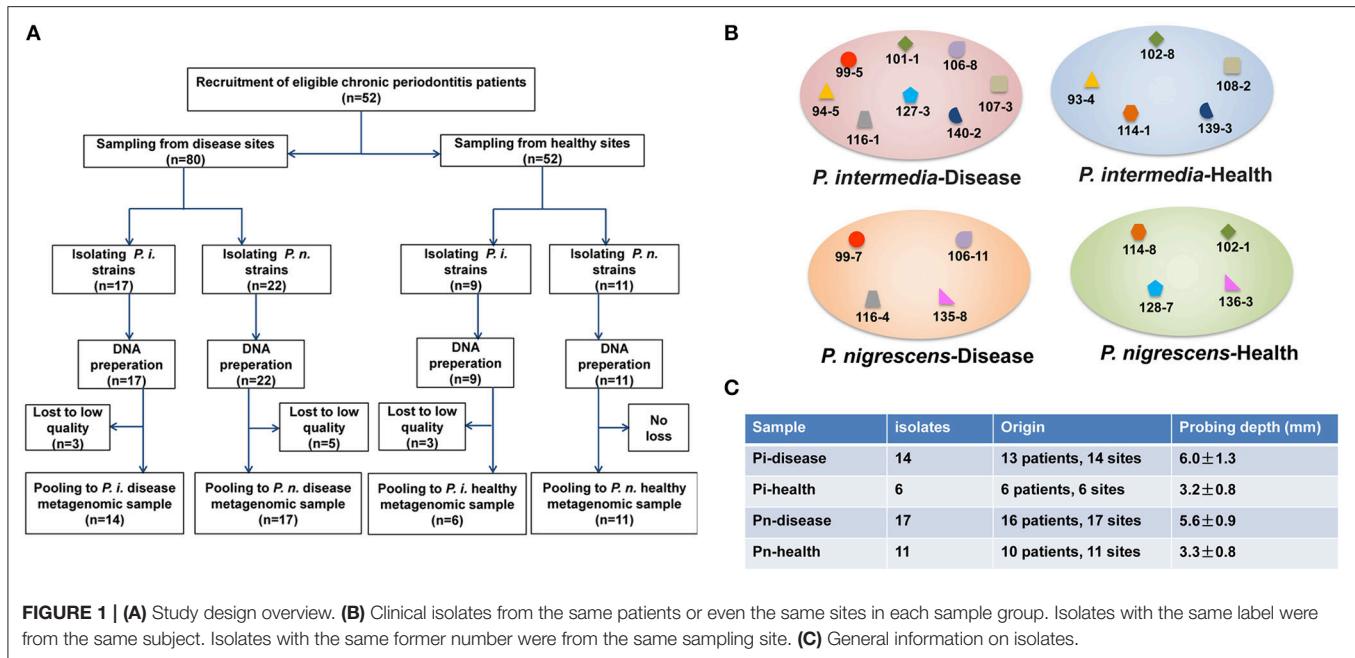 A
Recruitment of eligible chronic periodontitis patients
(n=52)
Sampling from disease sites
(n=80)
Sampling from healthy sites
(n=52)
Isolating P. i.
strains
(n=17)
Isolating P. n.
strains
(n=22)
Isolating P. i.
strains
(n=9)
Isolating P. n.
strains
(n=11)
DNA
preperation
(n=17)
DNA
preperation
(n=22)
DNA
preperation
(n=9)
DNA
preperation
(n=11)
Lost to low
quality
(n=3)
Lost to low
quality
(n=5)
Lost to low
quality
(n=3)
No
loss
Pooling to P. i. disease
metagenomic sample
(n=14)
Pooling to P. n. disease
metagenomic sample
(n=17)
Pooling to P. i. healthy
metagenomic sample
(n=6)
Pooling to P. n. healthy
metagenomic sample
(n=11)
B
99-5
101-1
106-8
94-5
127-3
107-3
116-1
140-2
P. intermedia-Disease
102-8
93-4
108-2
114-1
139-3
P. intermedia-Health
99-7
106-11
116-4
135-8
P. nigrescens-Disease
114-8
102-1
128-7
136-3
P. nigrescens-Health
C
Sample isolates Origin Probing depth (mm)
Pi-disease 14 13 patients, 14 sites 6.0±1.3
Pi-health 6 6 patients, 6 sites 3.2±0.8
Pn-disease 17 16 patients, 17 sites 5.6±0.9
Pn-health 11 10 patients, 11 sites 3.3±0.8
FIGURE 1 | (A) Study design overview. (B) Clinical isolates from the same patients or even the same sites in each sample group. Isolates with the same label were
from the same subject. Isolates with the same former number were from the same sampling site. (C) General information on isolates.